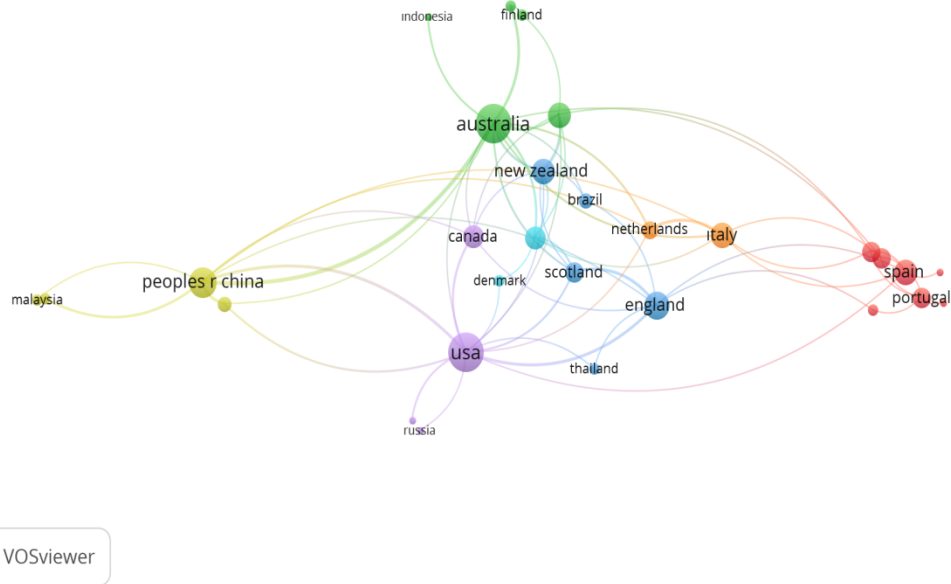 indonesia
finland
australia
new zealand
brazil
netherlands
italy
canada
scotland
denmark
peoples r china
malaysia
spain
portugal
england
usa
thailand
russia
VOSviewer